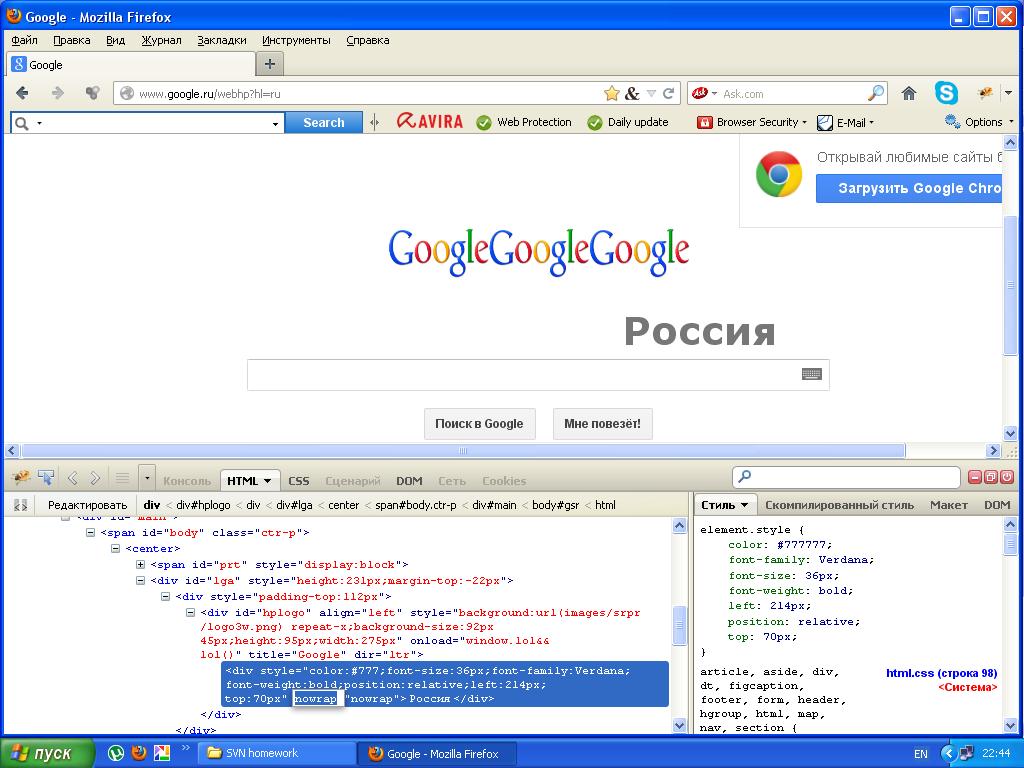 Google - Mozilla Firefox
Файл Правка Вид Журнал Закладки Инструменты Справка
Google
www.google.ru/webhp?hl=ru
Ask Ask.com
Search AVIRA Web Protection Daily update Browser Security E-Mail Options
Открывай любимые сайты б
Загрузить Google Chro
GoogleGoogleGoogle
Россия
Поиск в Google Мне повезёт!
Консоль HTML CSS Сценарий DOM Сеть Cookies
Редактировать div < div#hplogo < div < div#lga < center < span#body.ctr-p < div#main < body#gsr < html
Стиль Скомпилированный стиль Макет DOM
<div id="main">
<span id="body" class="ctr-p">
<center>
<span id="prt" style="display:block">
<div id="lga" style="height:231px;margin-top:-22px">
<div style="padding-top:112px">
<div id="hplogo" align="left" style="background:url(images/srpr
/logo3w.png) repeat-x;background-size:92px
45px;height:95px;width:275px" onload="window.lol&&
lol()" title="Google" dir="ltr">
<div style="color:#777;font-size:36px;font-family:Verdana;
font-weight:bold;position:relative;left:214px;
top:70px" nowrap "nowrap">Россия</div>
</div>
</div>
element.style {
color: #777777;
font-family: Verdana;
font-size: 36px;
font-weight: bold;
left: 214px;
position: relative;
top: 70px;
}
article, aside, div, html.css (строка 98)
dt, figcaption, <Система>
footer, form, header,
hgroup, html, map,
nav, section {
пуск SVN homework Google - Mozilla Firefox EN 22:44